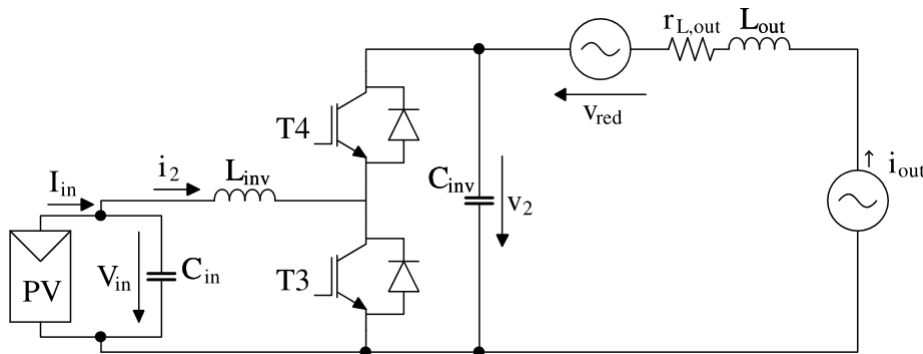 r_L,out
L_out
v_red
T4
i_2
L_inv
C_inv
v_2
i_out
I_in
PV
V_in
C_in
T3